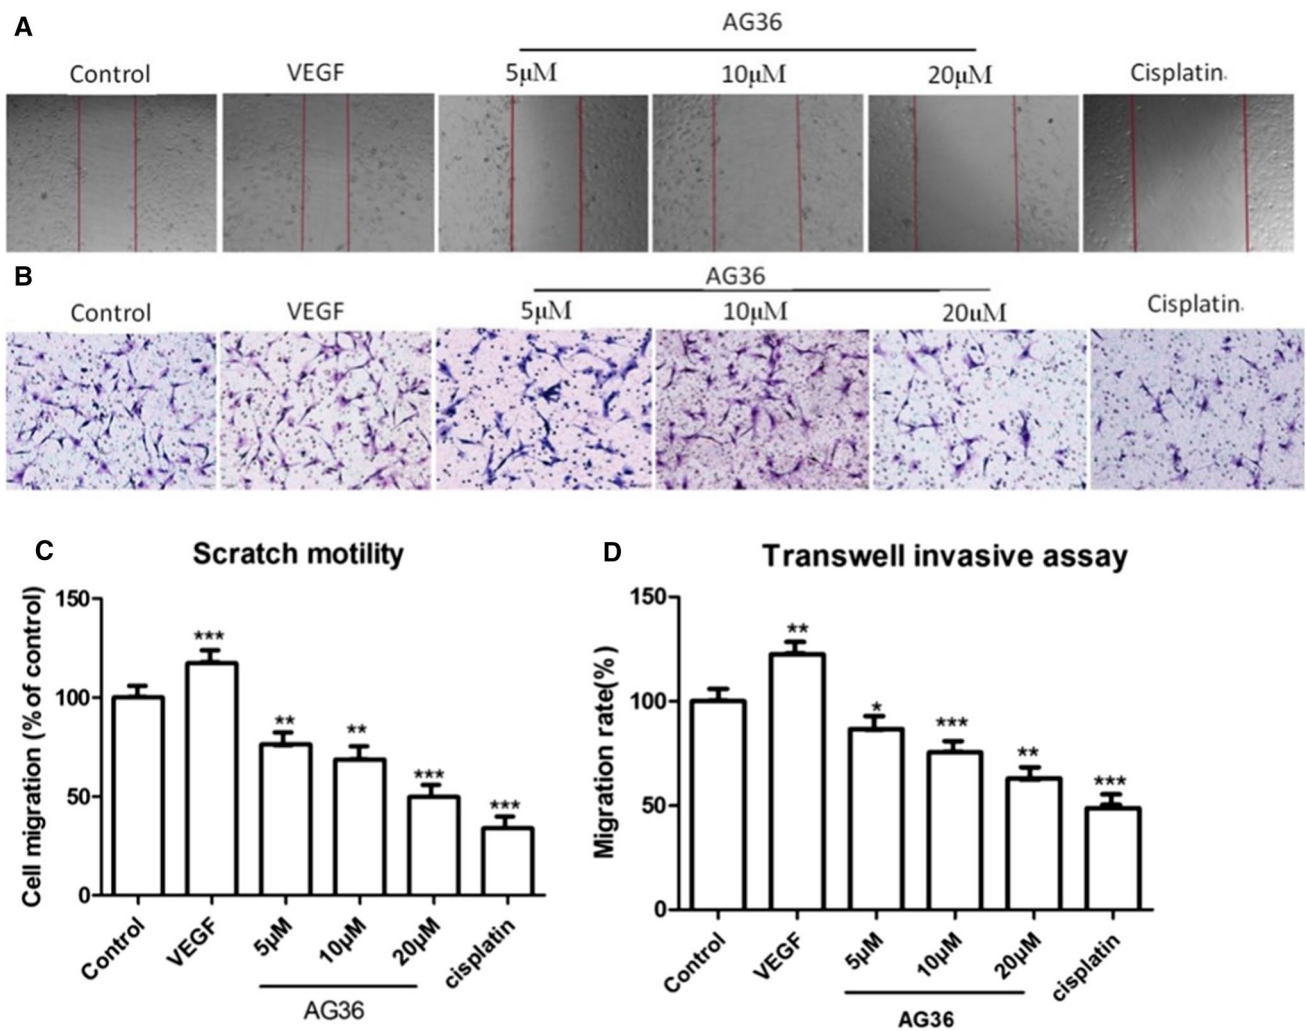 A
AG36
Control VEGF 5μM 10μM 20μM Cisplatin.
B
AG36
Control VEGF 5μM 10μM 20uM Cisplatin.
C
Scratch motility
Cell migration (% of control)
150
100
50
0
***
**
**
***
***
Control VEGF 5μM 10μM 20μM cisplatin
AG36
D
Transwell invasive assay
Migration rate(%)
150
100
50
0
**
*
***
**
***
Control VEGF 5μM 10μM 20μM cisplatin
AG36